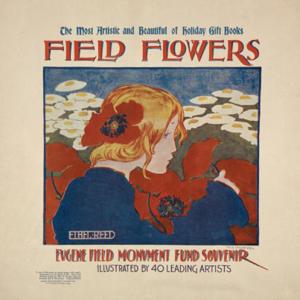 The Most Artistic and Beautiful of Holiday Gift Books
FIELD FLOWERS
ETHEL REED
EUGENE FIELD MONUMENT FUND SOUVENIR
ILLUSTRATED BY 40 LEADING ARTISTS